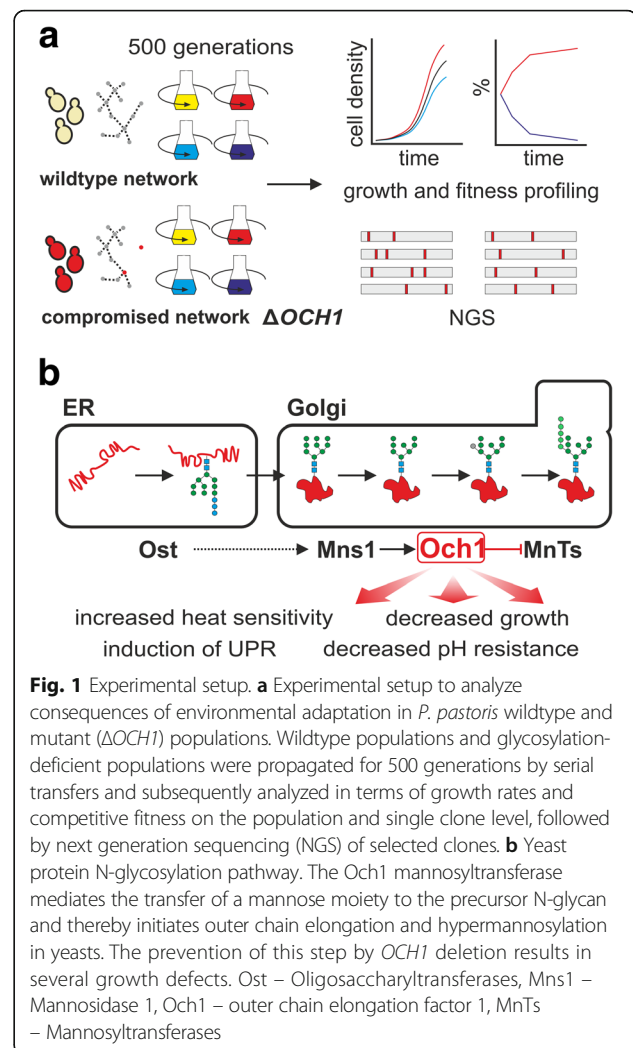 a
500 generations
cell density
time
%
time
wildtype network
growth and fitness profiling
compromised network ΔOCH1
NGS
b
ER
Golgi
Ost
Mns1
Och1
MnTs
increased heat sensitivity
decreased growth
induction of UPR
decreased pH resistance
Fig. 1 Experimental setup. a Experimental setup to analyze
consequences of environmental adaptation in P. pastoris wildtype and
mutant (ΔOCH1) populations. Wildtype populations and glycosylation-
deficient populations were propagated for 500 generations by serial
transfers and subsequently analyzed in terms of growth rates and
competitive fitness on the population and single clone level, followed
by next generation sequencing (NGS) of selected clones. b Yeast
protein N-glycosylation pathway. The Och1 mannosyltransferase
mediates the transfer of a mannose moiety to the precursor N-glycan
and thereby initiates outer chain elongation and hypermannosylation
in yeasts. The prevention of this step by OCH1 deletion results in
several growth defects. Ost – Oligosaccharyltransferases, Mns1 –
Mannosidase 1, Och1 – outer chain elongation factor 1, MnTs
– Mannosyltransferases